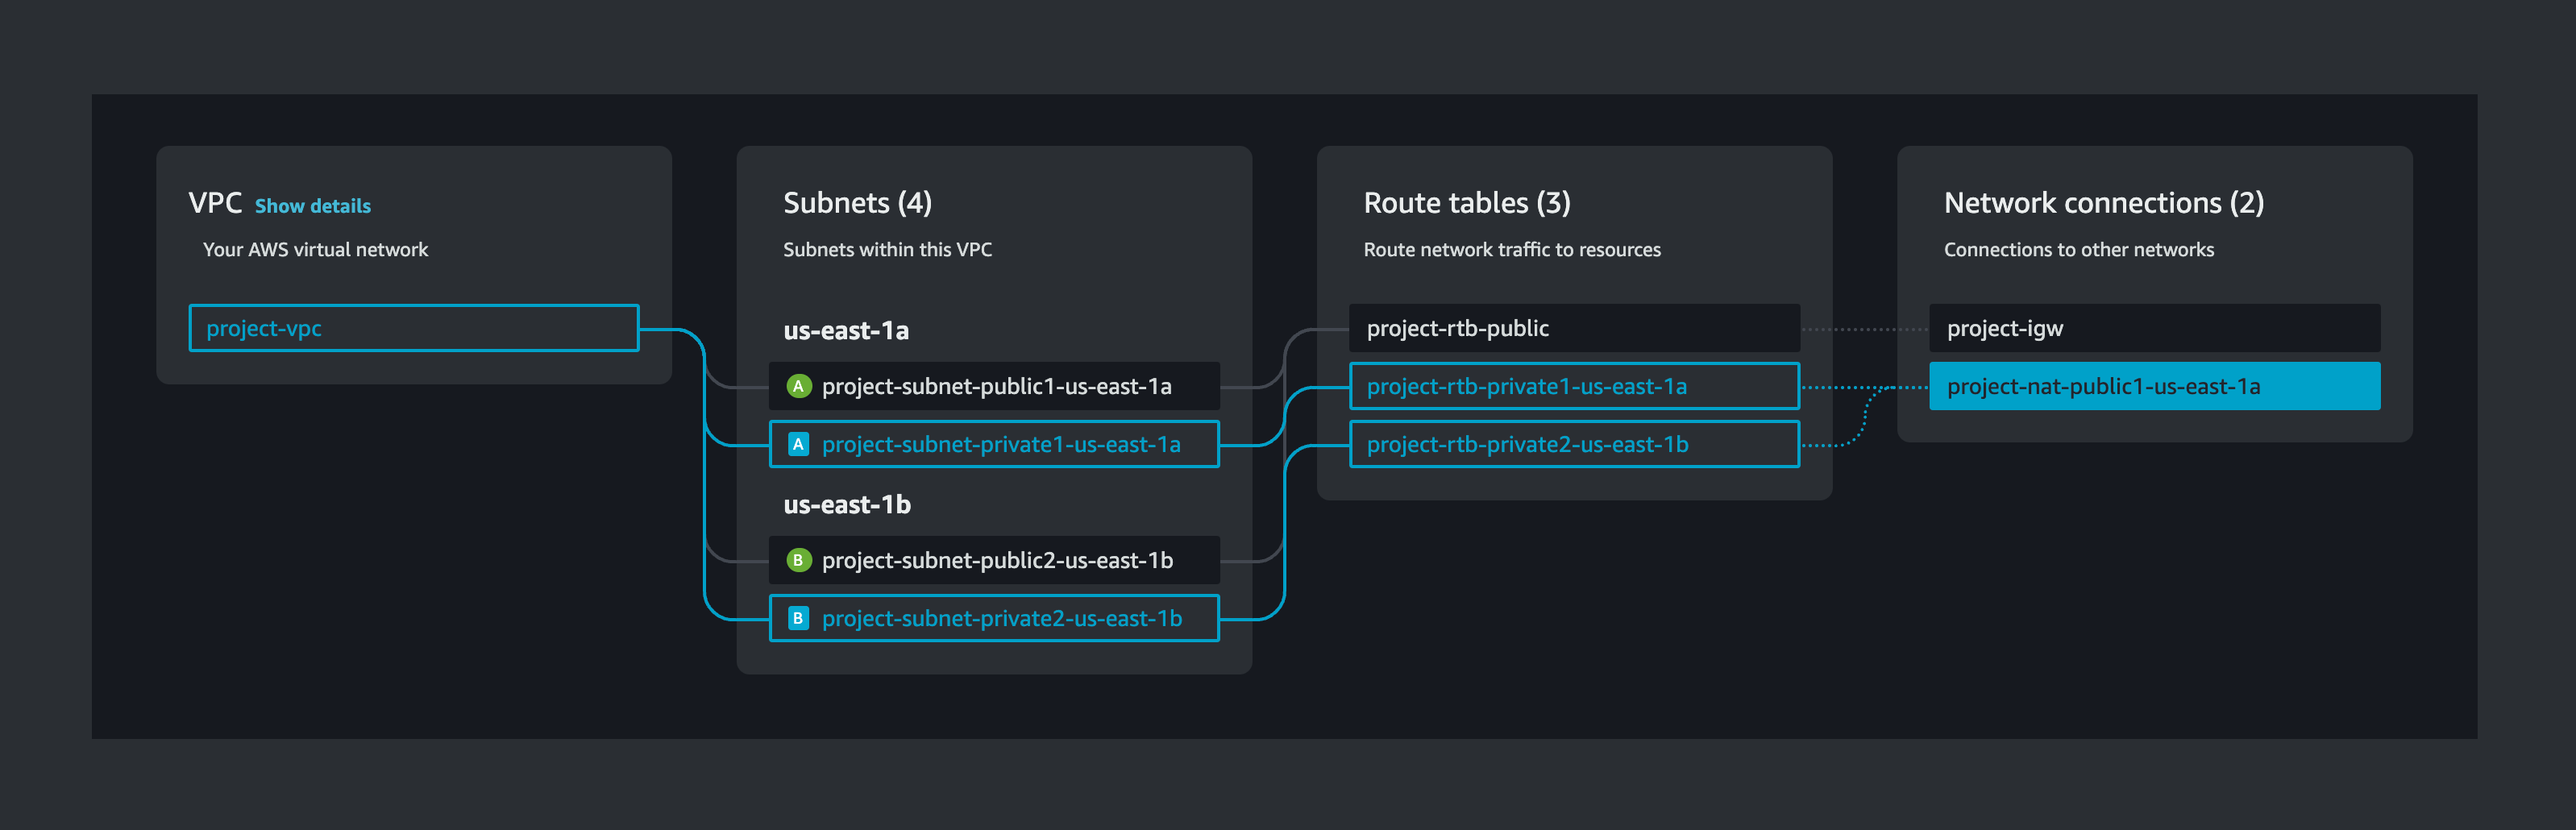 VPC Show details
Your AWS virtual network
project-vpc
Subnets (4)
Subnets within this VPC
us-east-1a
A project-subnet-public1-us-east-1a
A project-subnet-private1-us-east-1a
us-east-1b
B project-subnet-public2-us-east-1b
B project-subnet-private2-us-east-1b
Route tables (3)
Route network traffic to resources
project-rtb-public
project-rtb-private1-us-east-1a
project-rtb-private2-us-east-1b
Network connections (2)
Connections to other networks
project-igw
project-nat-public1-us-east-1a